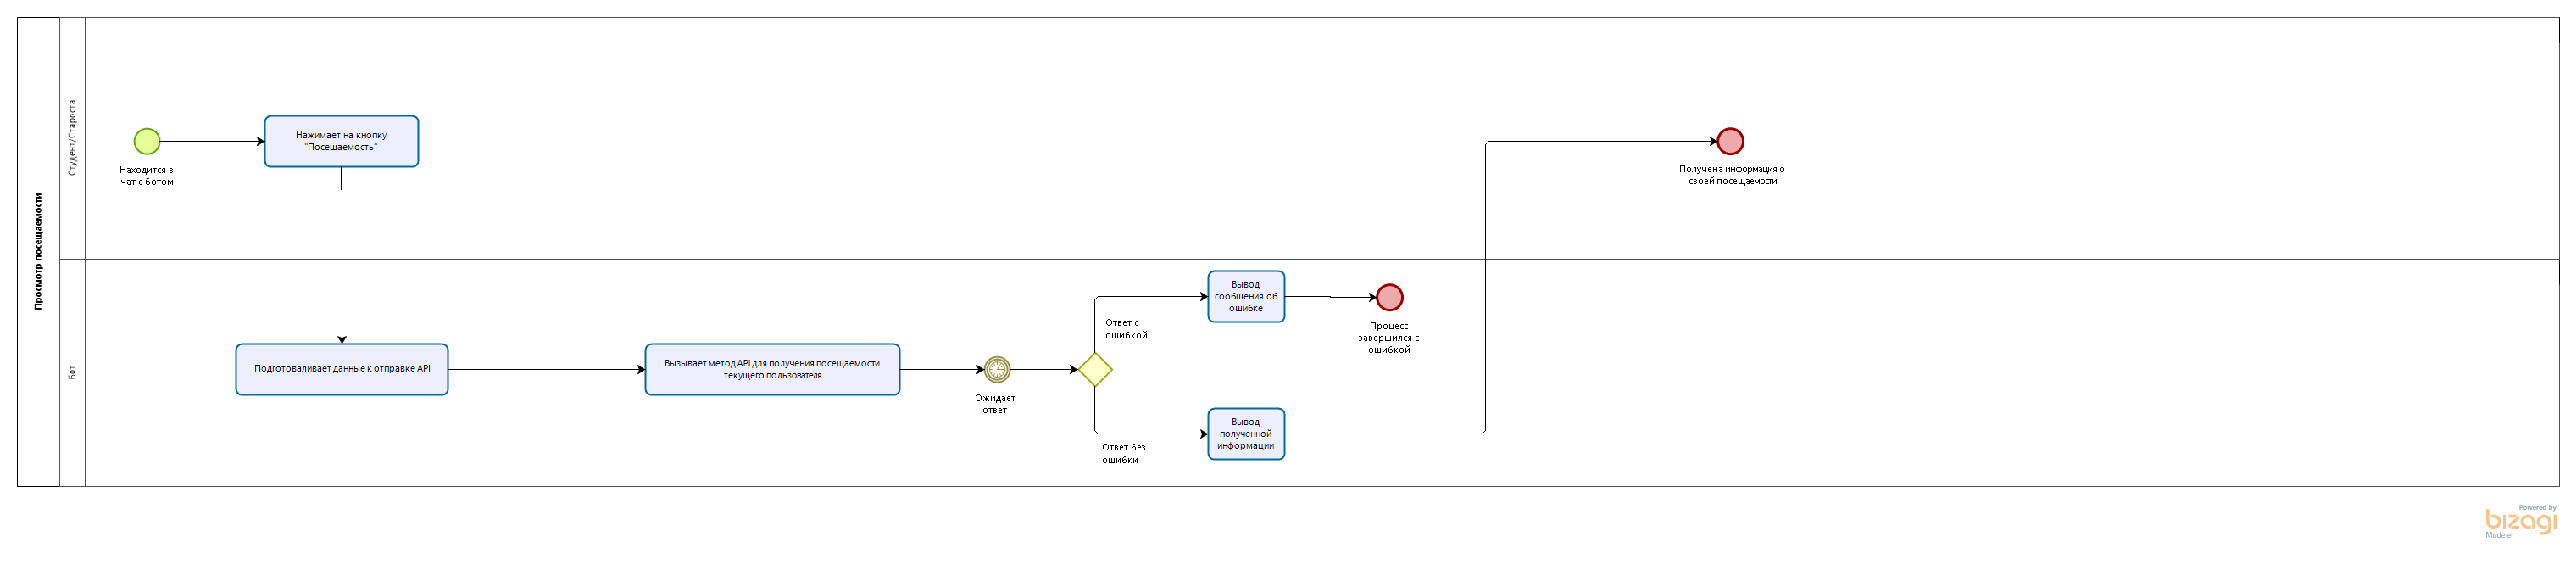 Просмотр посещаемости
Студент/Староста
Находится в
чат с ботом
Нажимает на кнопку
"Посещаемость"
Получена информация о
своей посещаемости
Бот
Подготоваливает данные к отправке API
Вызывает метод API для получения посещаемости
текущего пользователя
Ожидает
ответ
Ответ с
ошибкой
Вывод
сообщения об
ошибке
Процесс
завершился с
ошибкой
Ответ без
ошибки
Вывод
полученной
информации
Powered by
bizagi
Modeler